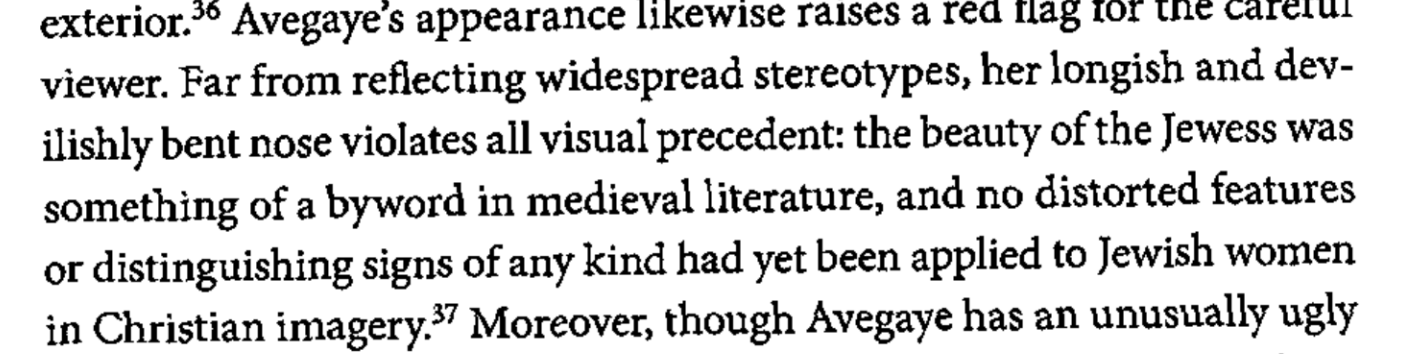 exterior.³⁶ Avegaye's appearance likewise raises a red flag for the careful
viewer. Far from reflecting widespread stereotypes, her longish and dev-
ilishly bent nose violates all visual precedent: the beauty of the Jewess was
something of a byword in medieval literature, and no distorted features
or distinguishing signs of any kind had yet been applied to Jewish women
in Christian imagery.³⁷ Moreover, though Avegaye has an unusually ugly